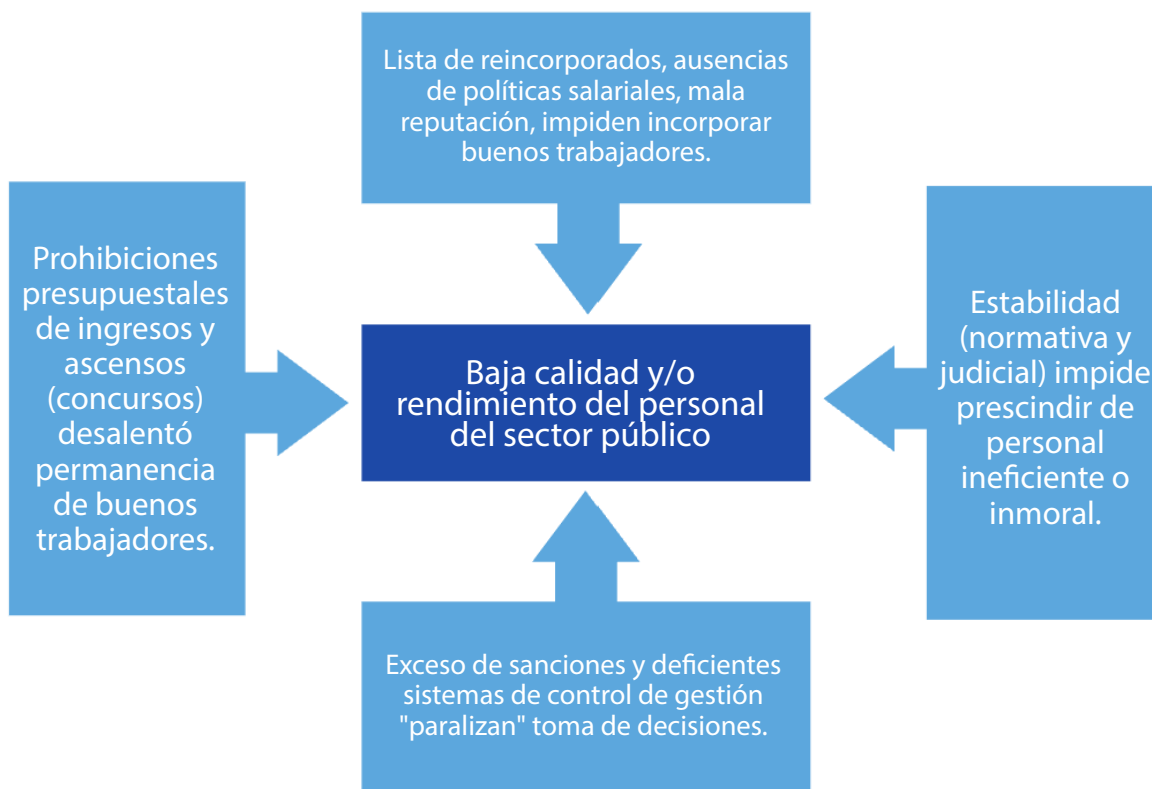 Lista de reincorporados, ausencias
de políticas salariales, mala
reputación, impiden incorporar
buenos trabajadores.
Prohibiciones
presupuestales
de ingresos y
ascensos
(concursos)
desalentó
permanencia
de buenos
trabajadores.
Baja calidad y/o
rendimiento del personal
del sector público
Estabilidad
(normativa y
judicial) impide
prescindir de
personal
ineficiente o
inmoral.
Exceso de sanciones y deficientes
sistemas de control de gestión
"paralizan" toma de decisiones.